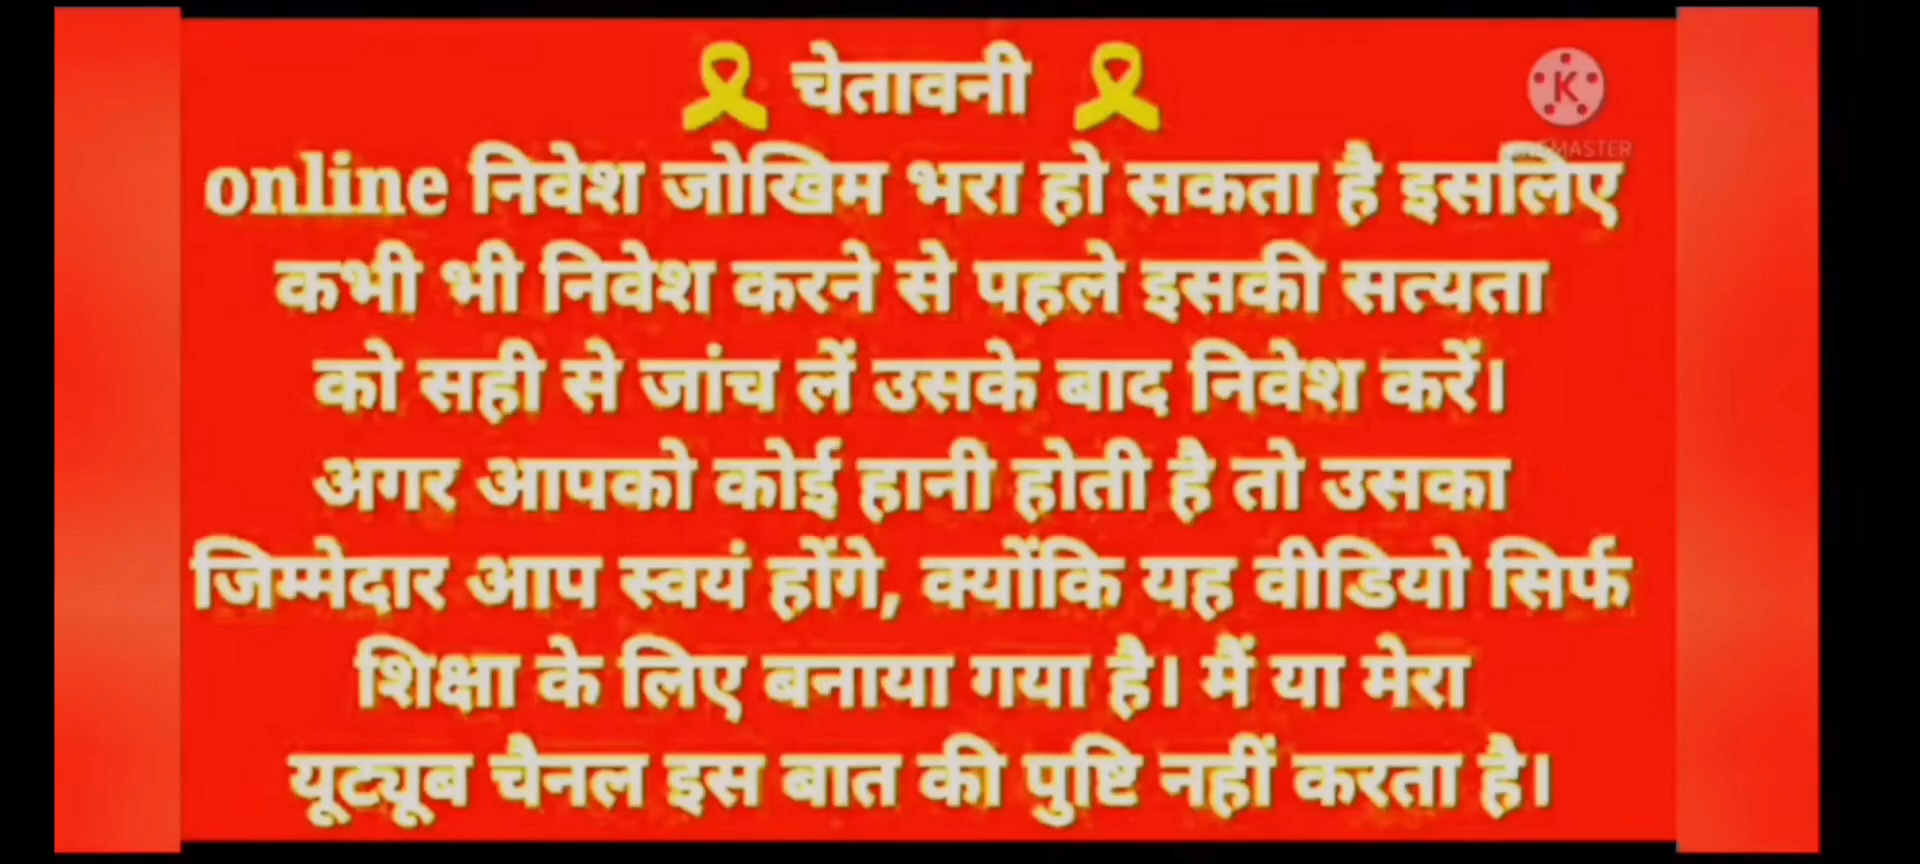 🎗 चेतावनी 🎗
K
KINEMASTER
online निवेश जोखिम भरा हो सकता है इसलिए
कभी भी निवेश करने से पहले इसकी सत्यता
को सही से जांच लें उसके बाद निवेश करें।
अगर आपको कोई हानी होती है तो उसका
जिम्मेदार आप स्वयं होंगे, क्योंकि यह वीडियो सिर्फ
शिक्षा के लिए बनाया गया है। मैं या मेरा
यूट्यूब चैनल इस बात की पुष्टि नहीं करता है।